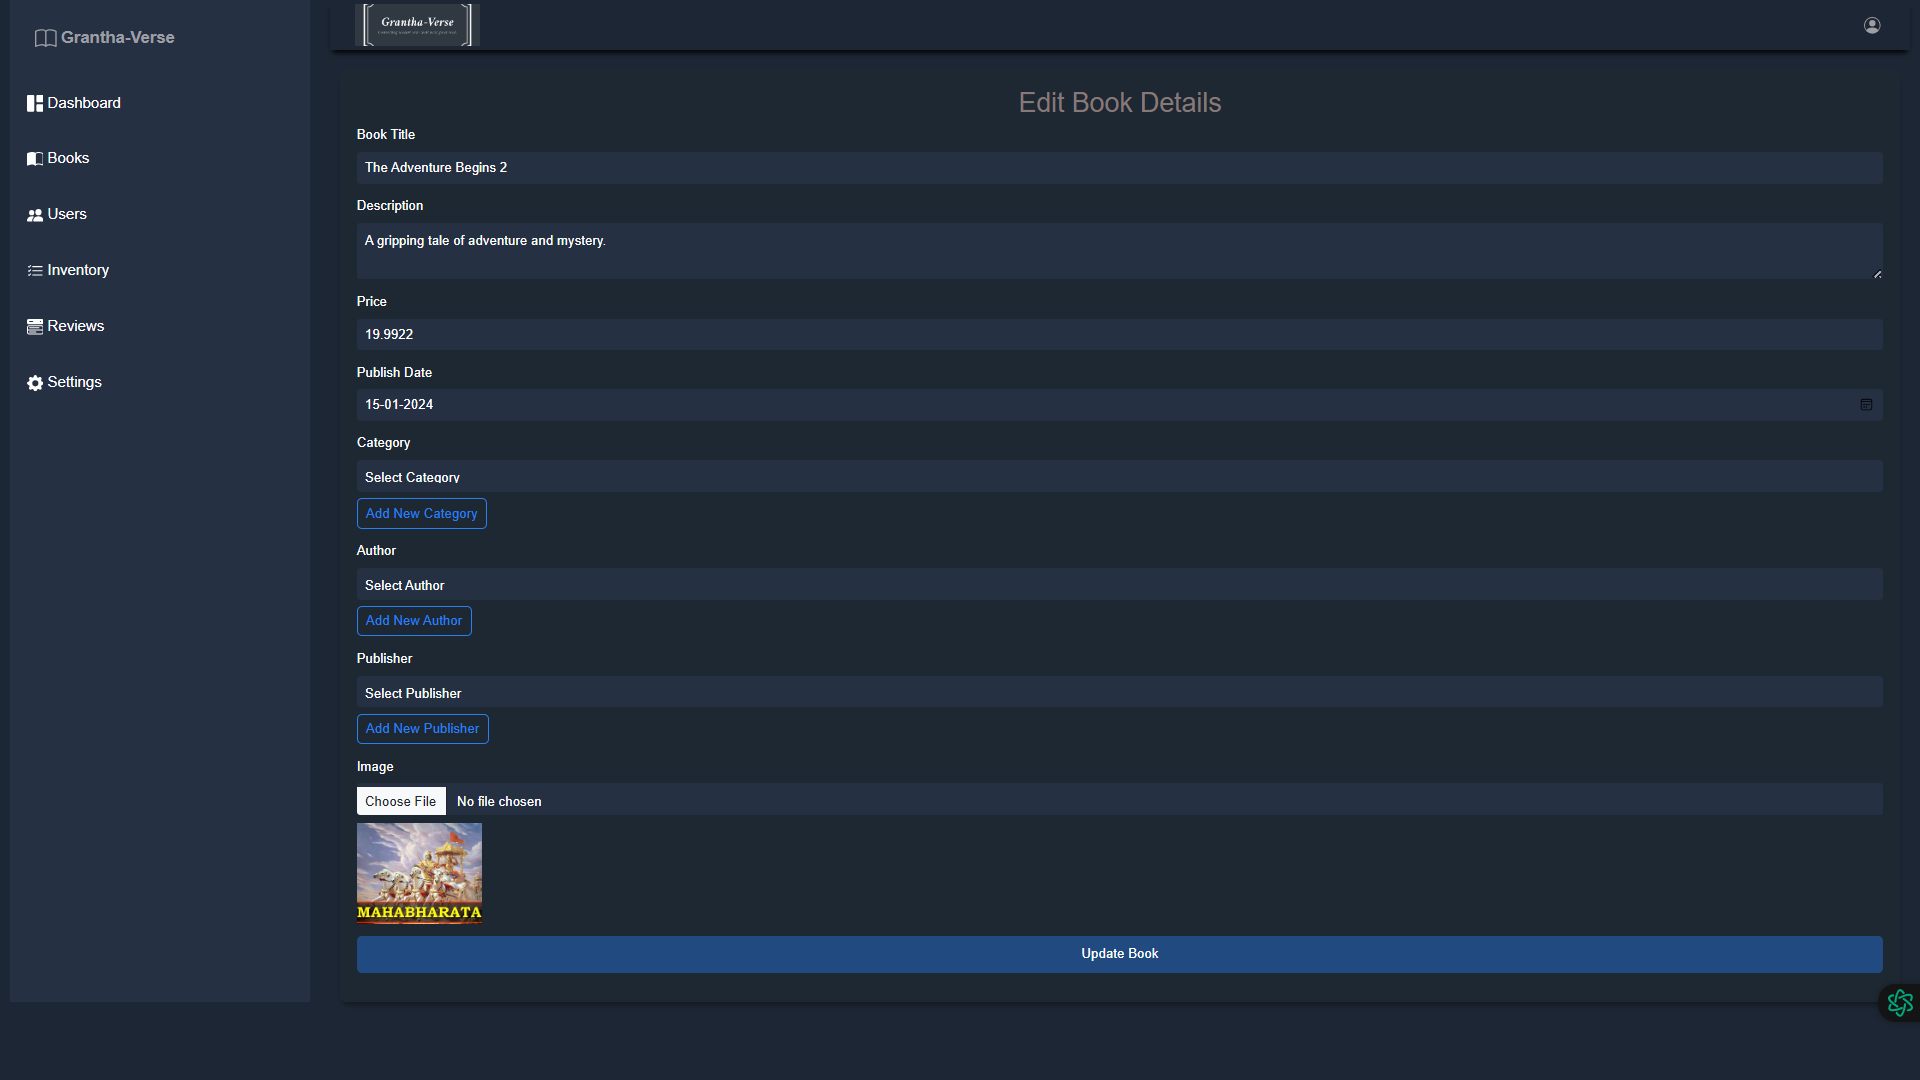 Grantha-Verse
Dashboard
Books
Users
Inventory
Reviews
Settings
Grantha-Verse
Edit Book Details
Book Title
The Adventure Begins 2
Description
A gripping tale of adventure and mystery.
Price
19.9922
Publish Date
15-01-2024
Category
Select Category
Add New Category
Author
Select Author
Add New Author
Publisher
Select Publisher
Add New Publisher
Image
Choose File No file chosen
MAHABHARATA
Update Book